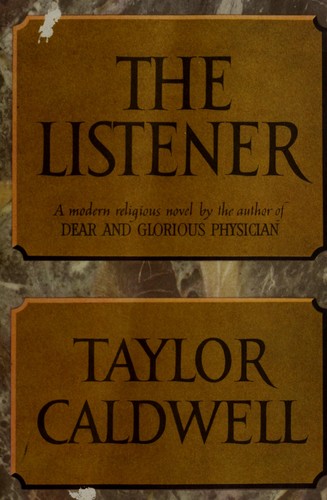 THE
LISTENER
A modern religious novel by the author of
DEAR AND GLORIOUS PHYSICIAN
TAYLOR
CALDWELL